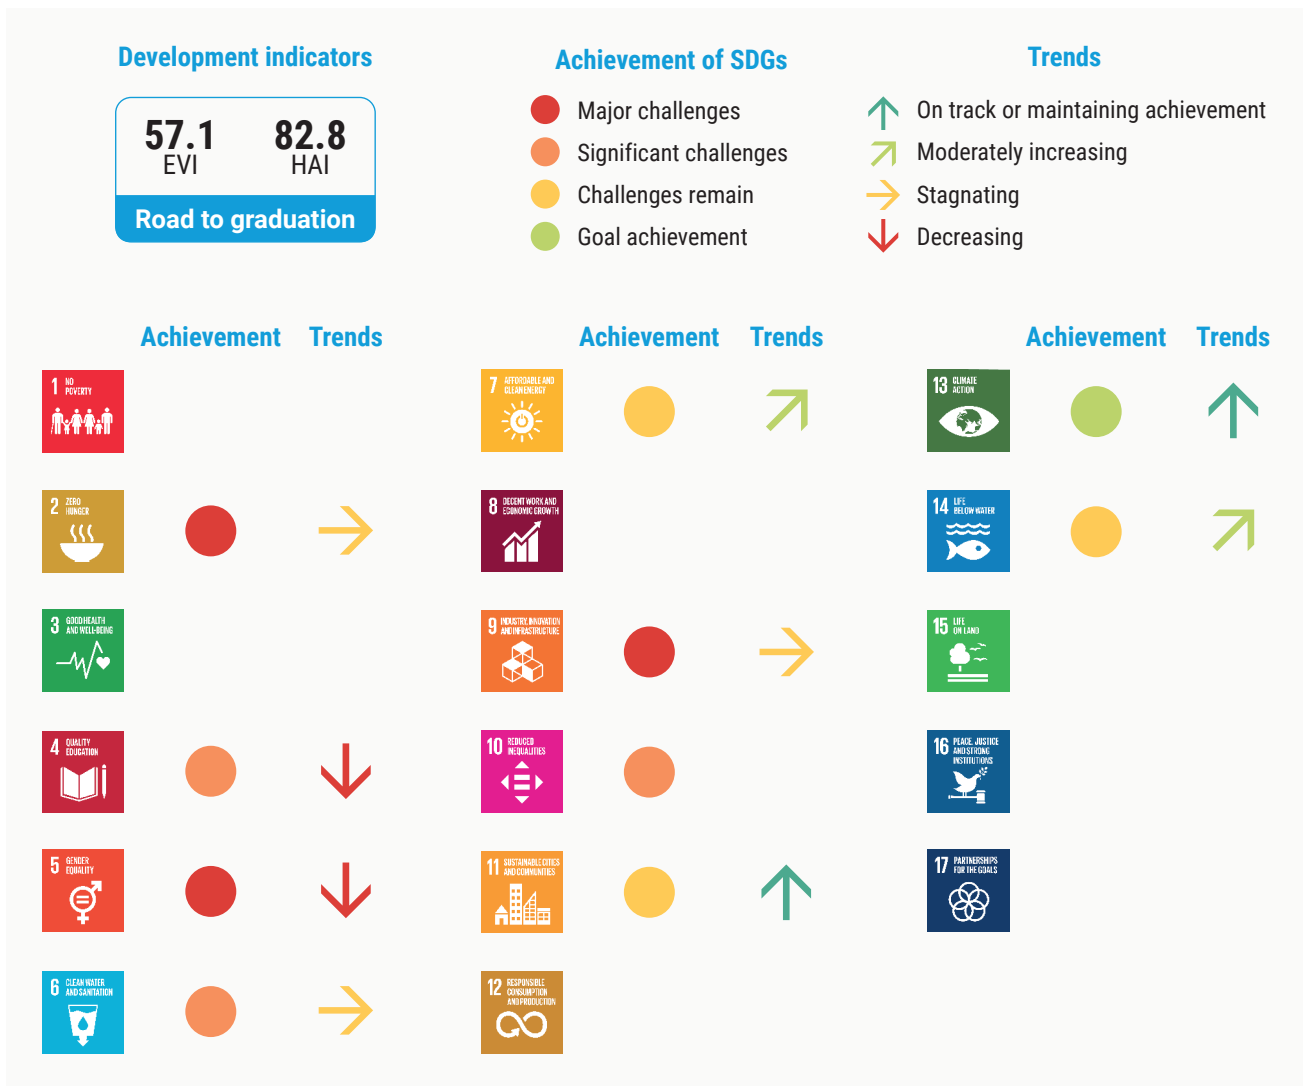 Development indicators
57.1 82.8
EVI HAI
Road to graduation
Achievement of SDGs
Major challenges
Significant challenges
Challenges remain
Goal achievement
Trends
On track or maintaining achievement
Moderately increasing
Stagnating
Decreasing
Achievement Trends
1 NO
POVERTY
2 ZERO
HUNGER
3 GOOD HEALTH
AND WELL-BEING
4 QUALITY
EDUCATION
5 GENDER
EQUALITY
6 CLEAN WATER
AND SANITATION
Achievement Trends
7 AFFORDABLE AND
CLEAN ENERGY
8 DECENT WORK AND
ECONOMIC GROWTH
9 INDUSTRY, INNOVATION
AND INFRASTRUCTURE
10 REDUCED
INEQUALITIES
11 SUSTAINABLE CITIES
AND COMMUNITIES
12 RESPONSIBLE
CONSUMPTION
AND PRODUCTION
Achievement Trends
13 CLIMATE
ACTION
14 LIFE
BELOW WATER
15 LIFE
ON LAND
16 PEACE, JUSTICE
AND STRONG
INSTITUTIONS
17 PARTNERSHIPS
FOR THE GOALS